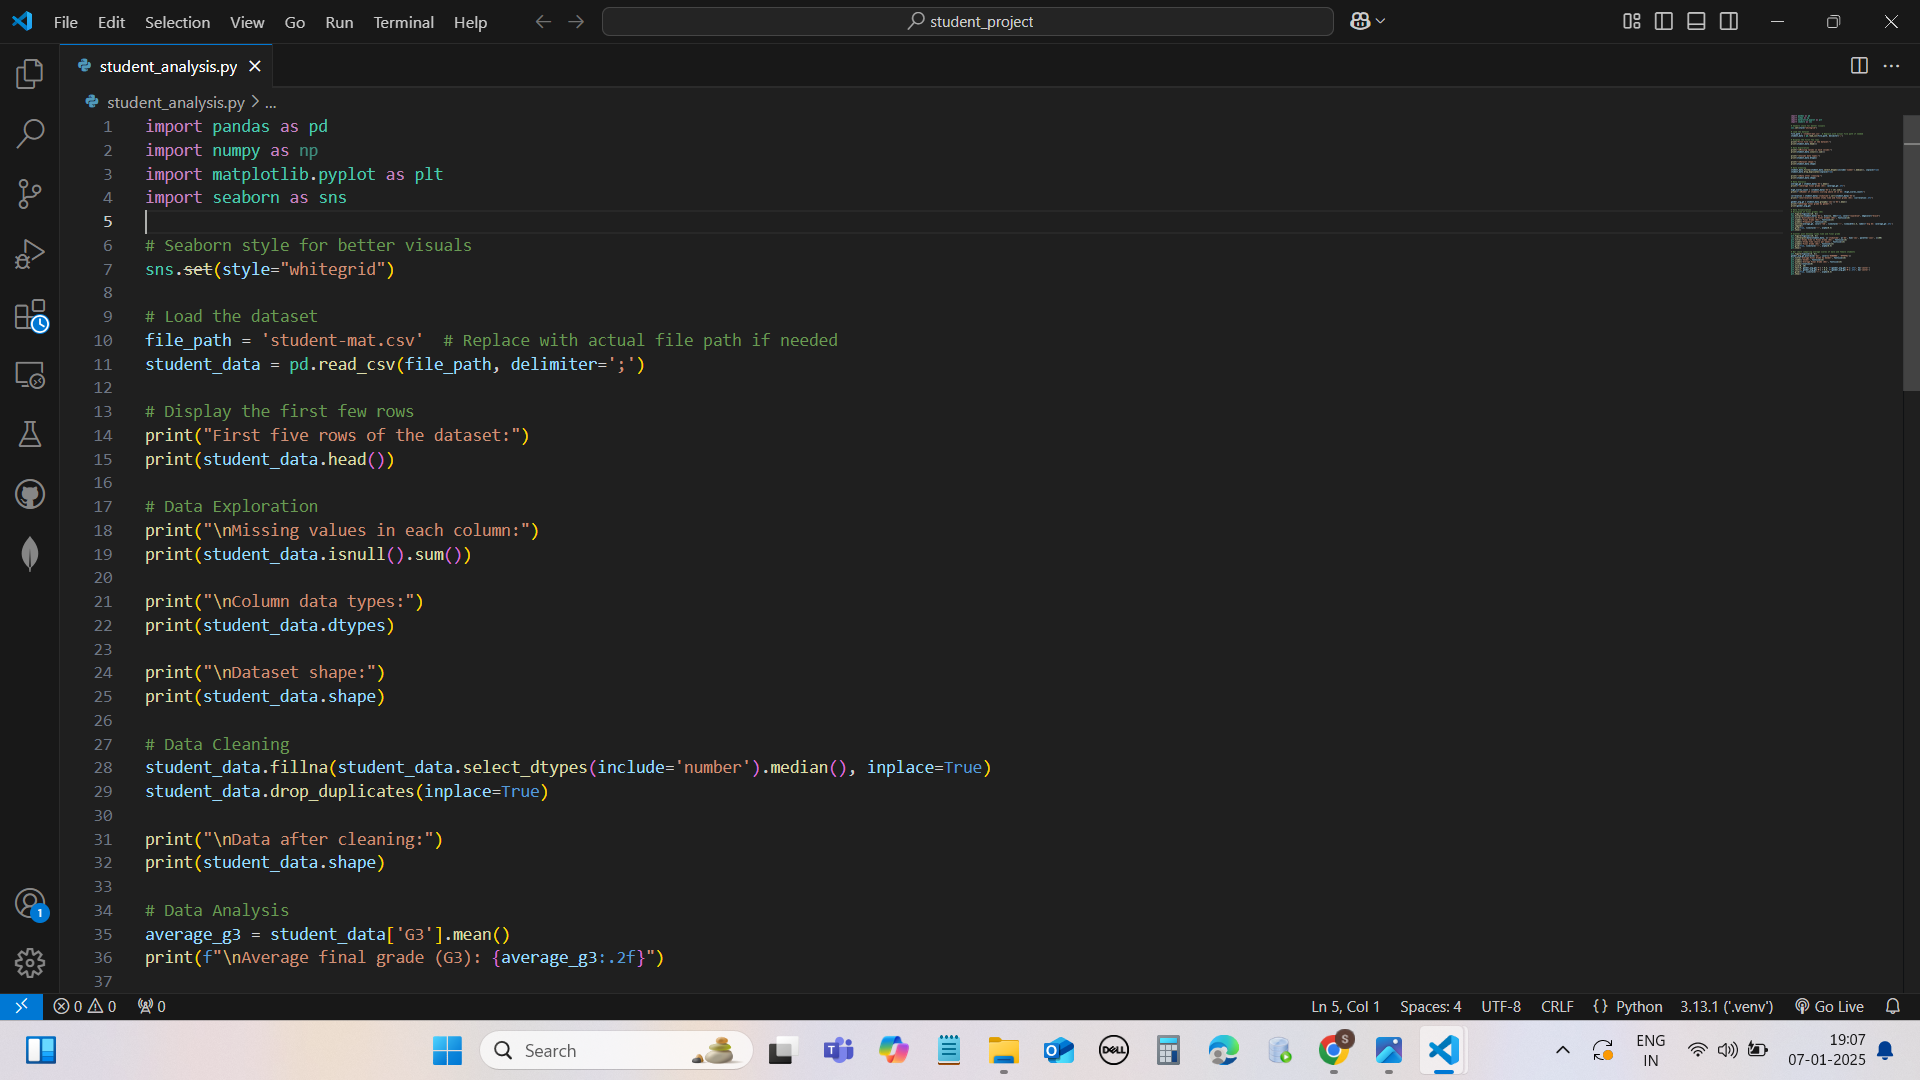 File Edit Selection View Go Run Terminal Help
student_project
student_analysis.py
student_analysis.py > ...
1 import pandas as pd
2 import numpy as np
3 import matplotlib.pyplot as plt
4 import seaborn as sns
5
6 # Seaborn style for better visuals
7 sns.set(style="whitegrid")
8
9 # Load the dataset
10 file_path = 'student-mat.csv'  # Replace with actual file path if needed
11 student_data = pd.read_csv(file_path, delimiter=';')
12
13 # Display the first few rows
14 print("First five rows of the dataset:")
15 print(student_data.head())
16
17 # Data Exploration
18 print("\nMissing values in each column:")
19 print(student_data.isnull().sum())
20
21 print("\nColumn data types:")
22 print(student_data.dtypes)
23
24 print("\nDataset shape:")
25 print(student_data.shape)
26
27 # Data Cleaning
28 student_data.fillna(student_data.select_dtypes(include='number').median(), inplace=True)
29 student_data.drop_duplicates(inplace=True)
30
31 print("\nData after cleaning:")
32 print(student_data.shape)
33
34 # Data Analysis
35 average_g3 = student_data['G3'].mean()
36 print(f"\nAverage final grade (G3): {average_g3:.2f}")
37
1
0 0 0 Ln 5, Col 1 Spaces: 4 UTF-8 CRLF {} Python 3.13.1 ('.venv') Go Live
Search
DELL
S
ENG
IN
19:07
07-01-2025